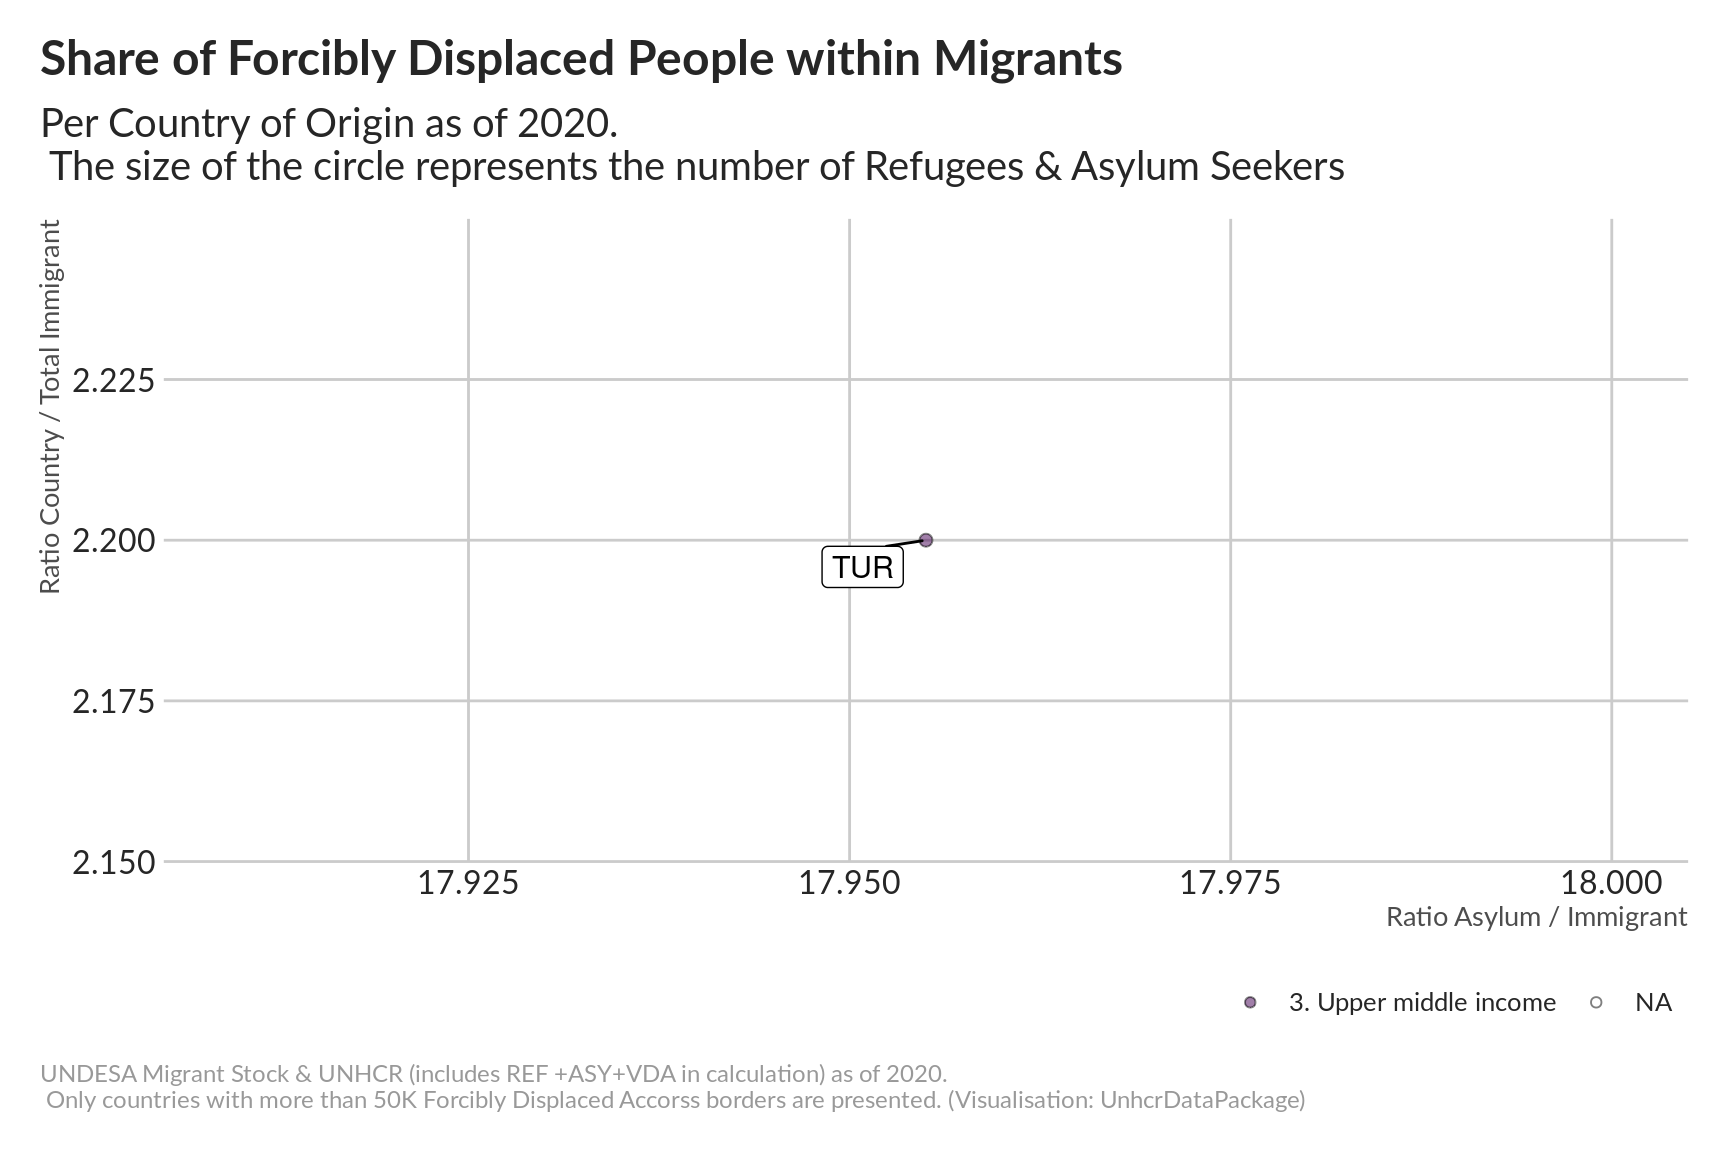 Share of Forcibly Displaced People within Migrants
Per Country of Origin as of 2020.
The size of the circle represents the number of Refugees & Asylum Seekers
Ratio Country / Total Immigrant
2.225
2.200
2.175
2.150
TUR
17.925
17.950
17.975
18.000
Ratio Asylum / Immigrant
3. Upper middle income
NA
UNDESA Migrant Stock & UNHCR (includes REF +ASY+VDA in calculation) as of 2020.
Only countries with more than 50K Forcibly Displaced Accorss borders are presented. (Visualisation: UnhcrDataPackage)